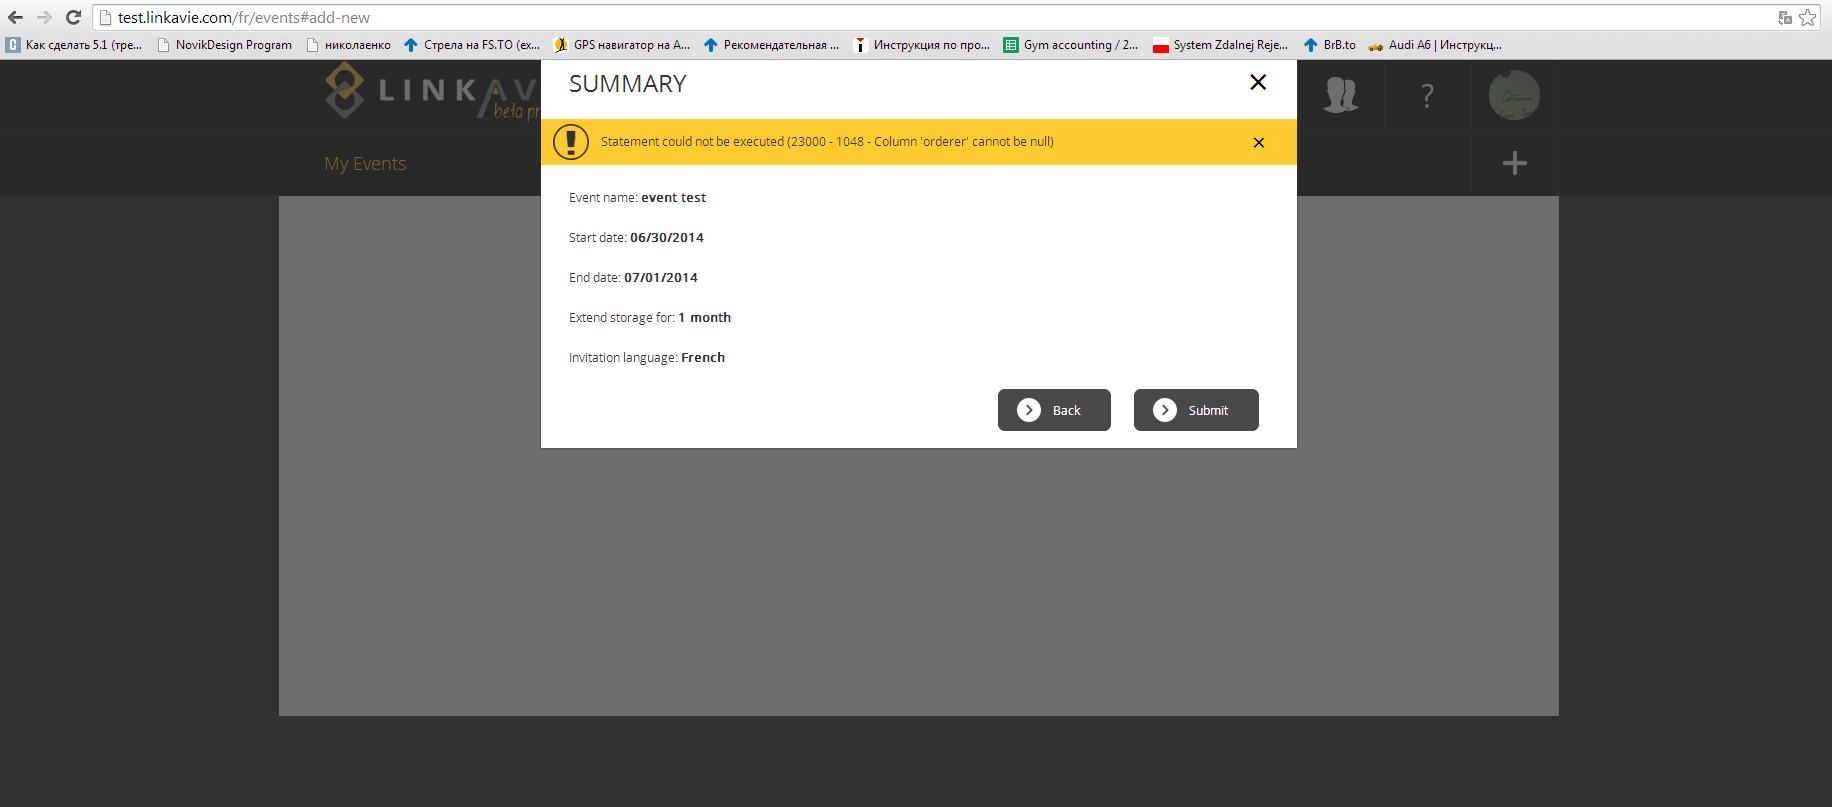 test.linkavie.com/fr/events#add-new
Как сделать 5.1 (тре... NovikDesign Program николаенко Стрела на FS.TO (ex... GPS навигатор на A... Рекомендательная ... Инструкция по про... Gym accounting / 2... System Zdalnej Reje... BrB.to Audi A6 | Инструкц...
LINKAV
beta pr
SUMMARY
?
Statement could not be executed (23000 - 1048 - Column 'orderer' cannot be null)
My Events
Event name: event test
Start date: 06/30/2014
End date: 07/01/2014
Extend storage for: 1 month
Invitation language: French
Back Submit